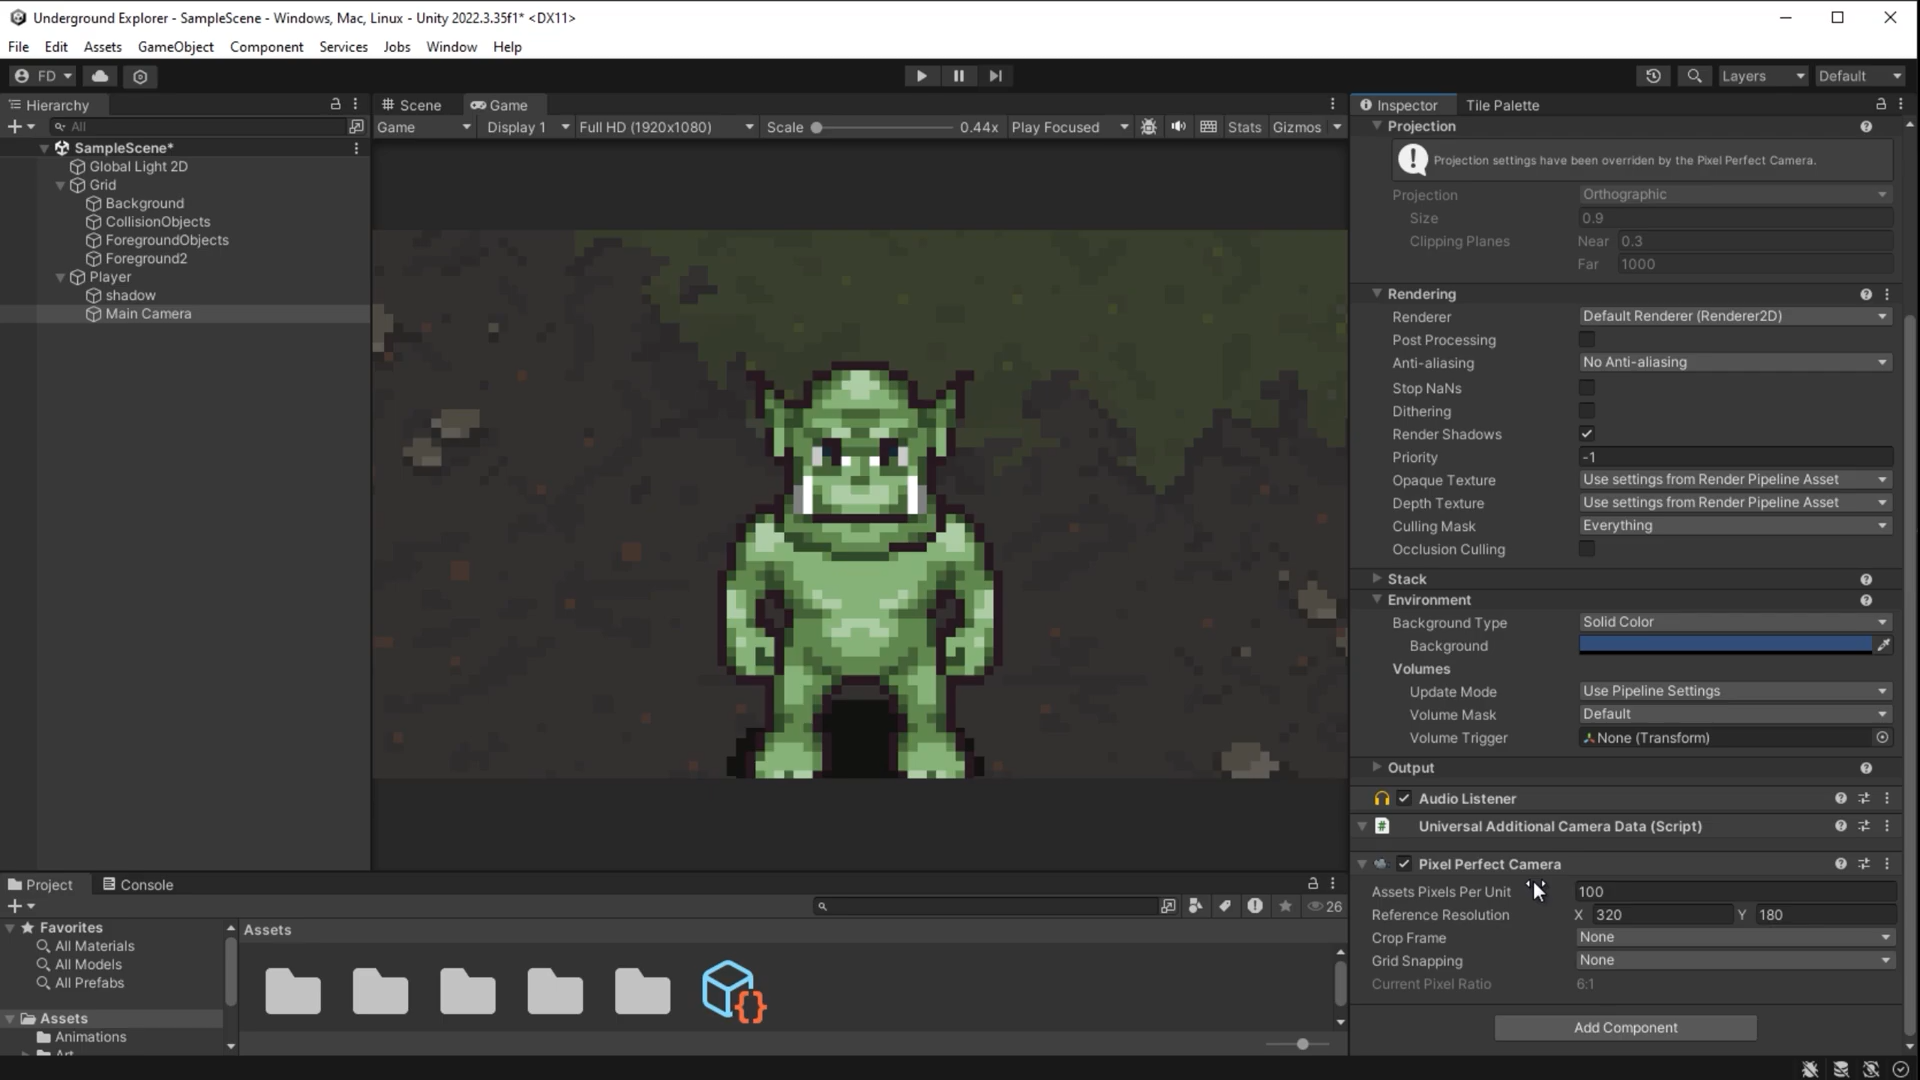 Underground Explorer - SampleScene - Windows, Mac, Linux - Unity 2022.3.35f1* <DX11>
File Edit Assets GameObject Component Services Jobs Window Help
FD Layers Default
Hierarchy
All
SampleScene*
Global Light 2D
Grid
Background
CollisionObjects
ForegroundObjects
Foreground2
Player
shadow
Main Camera
Scene Game
Game Display 1 Full HD (1920x1080) Scale 0.44x Play Focused Stats Gizmos
Inspector Tile Palette
Projection
Projection settings have been overriden by the Pixel Perfect Camera.
Projection Orthographic
Size 0.9
Clipping Planes Near 0.3
Far 1000
Rendering
Renderer Default Renderer (Renderer2D)
Post Processing
Anti-aliasing No Anti-aliasing
Stop NaNs
Dithering
Render Shadows
Priority -1
Opaque Texture Use settings from Render Pipeline Asset
Depth Texture Use settings from Render Pipeline Asset
Culling Mask Everything
Occlusion Culling
Stack
Environment
Background Type Solid Color
Background
Volumes
Update Mode Use Pipeline Settings
Volume Mask Default
Volume Trigger None (Transform)
Output
Audio Listener
# Universal Additional Camera Data (Script)
Pixel Perfect Camera
Assets Pixels Per Unit 100
Reference Resolution X 320 Y 180
Crop Frame None
Grid Snapping None
Current Pixel Ratio 6:1
Add Component
Project Console
26
Favorites
All Materials
All Models
All Prefabs
Assets
Animations
Assets